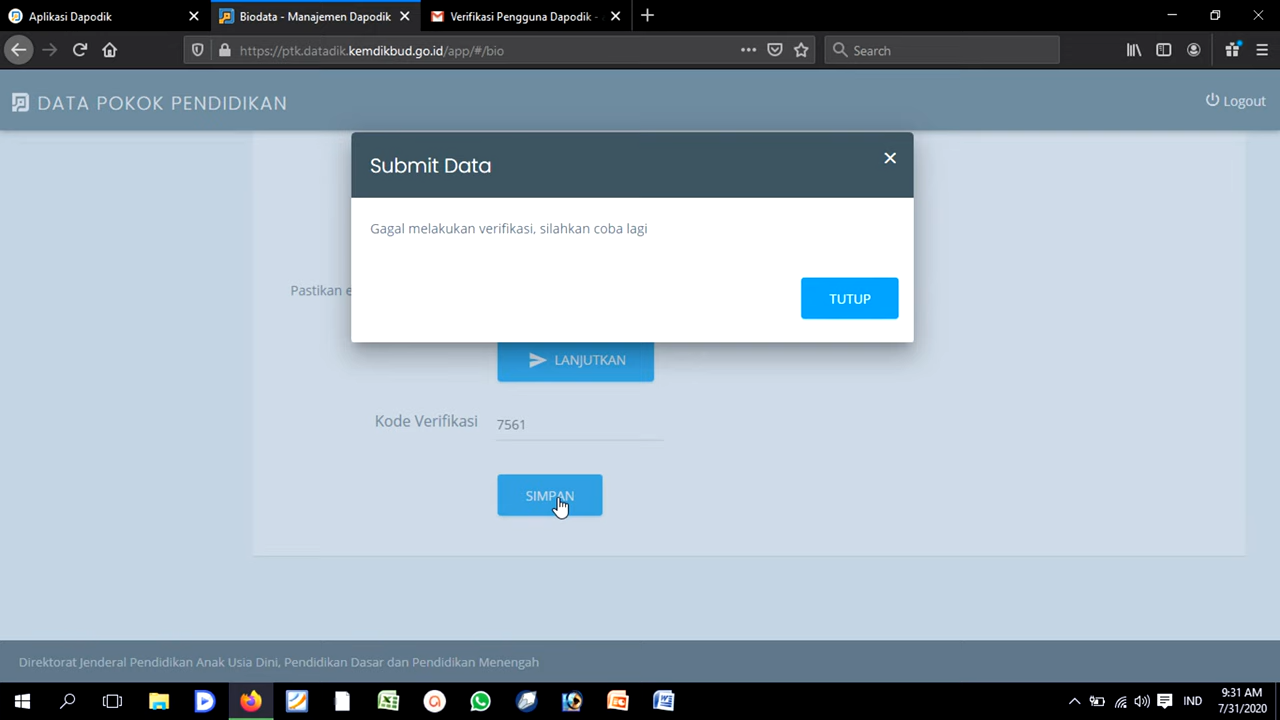 Aplikasi Dapodik
Biodata - Manajemen Dapodik
Verifikasi Pengguna Dapodik -
https://ptk.datadik.kemdikbud.go.id/app/#/bio
Search
DATA POKOK PENDIDIKAN
Logout
Submit Data
Gagal melakukan verifikasi, silahkan coba lagi
Pastikan e
TUTUP
LANJUTKAN
Kode Verifikasi
7561
SIMPAN
Direktorat Jenderal Pendidikan Anak Usia Dini, Pendidikan Dasar dan Pendidikan Menengah
IND
9:31 AM
7/31/2020